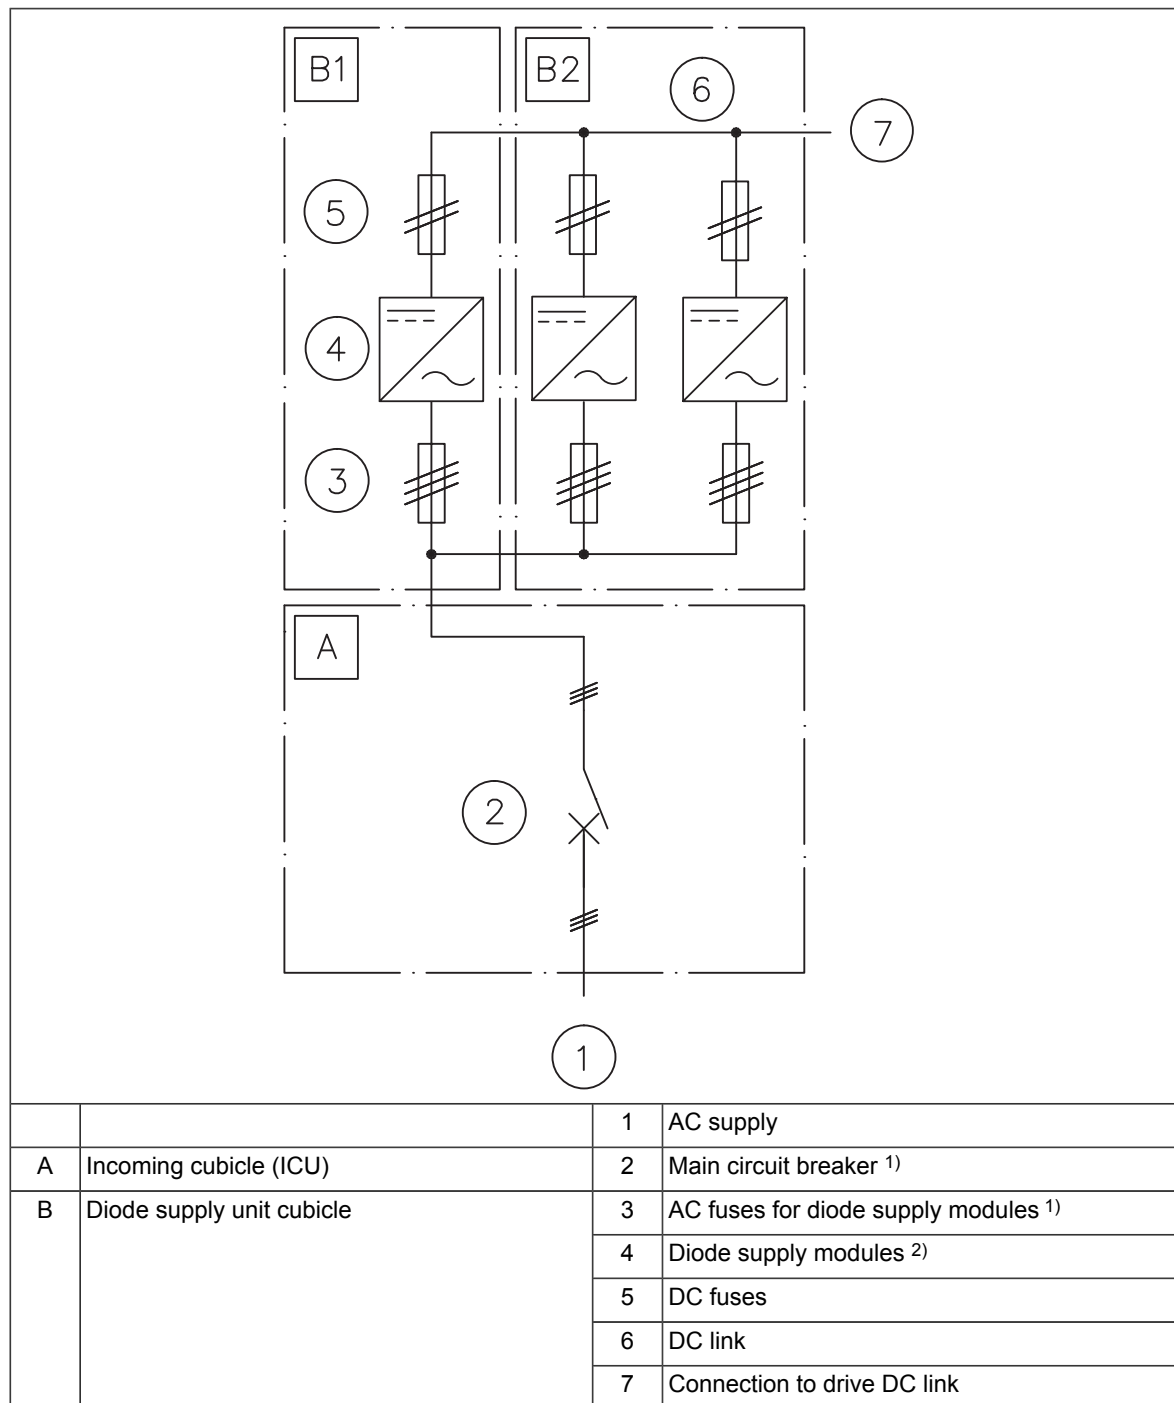 B1
B2
6
7
5
4
3
A
2
1
1 AC supply
A Incoming cubicle (ICU) 2 Main circuit breaker 1)
B Diode supply unit cubicle 3 AC fuses for diode supply modules 1)
4 Diode supply modules 2)
5 DC fuses
6 DC link
7 Connection to drive DC link